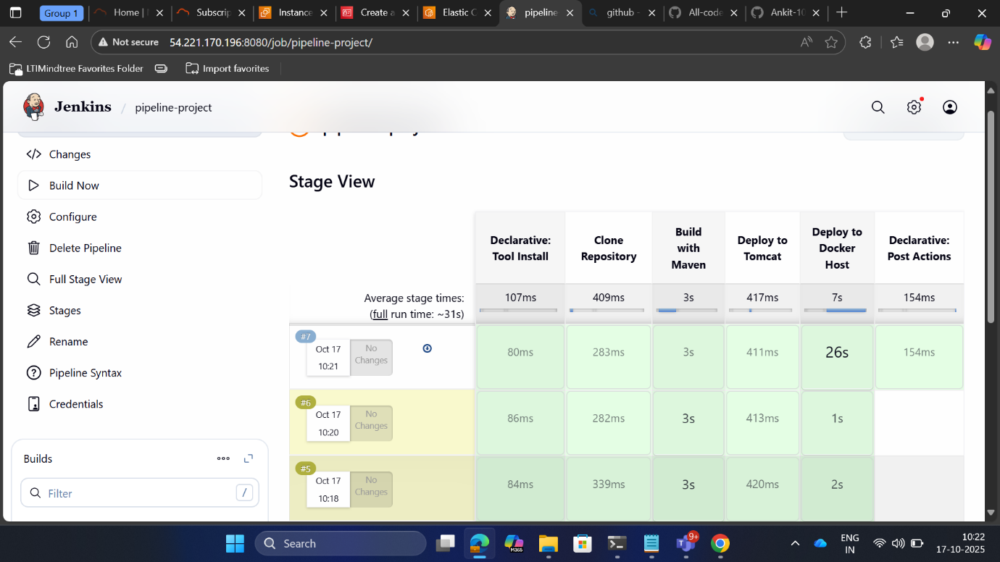 Group 1
Home |
Subscrip
Instance
Create a
Elastic C
pipeline
github -
All-code
Ankit-10
Not secure
54.221.170.196:8080/job/pipeline-project/
LTIMindtree Favorites Folder
Import favorites
Jenkins / pipeline-project
Changes
Build Now
Configure
Delete Pipeline
Full Stage View
Stages
Rename
Pipeline Syntax
Credentials
Builds
Filter
/
Stage View
Declarative: Tool Install
Clone Repository
Build with Maven
Deploy to Tomcat
Deploy to Docker Host
Declarative: Post Actions
Average stage times:
(full run time: ~31s)
107ms 409ms 3s 417ms 7s 154ms
#7
Oct 17
10:21
No Changes
80ms 283ms 3s 411ms 26s 154ms
#6
Oct 17
10:20
No Changes
86ms 282ms 3s 413ms 1s
#5
Oct 17
10:18
No Changes
84ms 339ms 3s 420ms 2s
Search
M365
9+
ENG
IN
10:22
17-10-2025